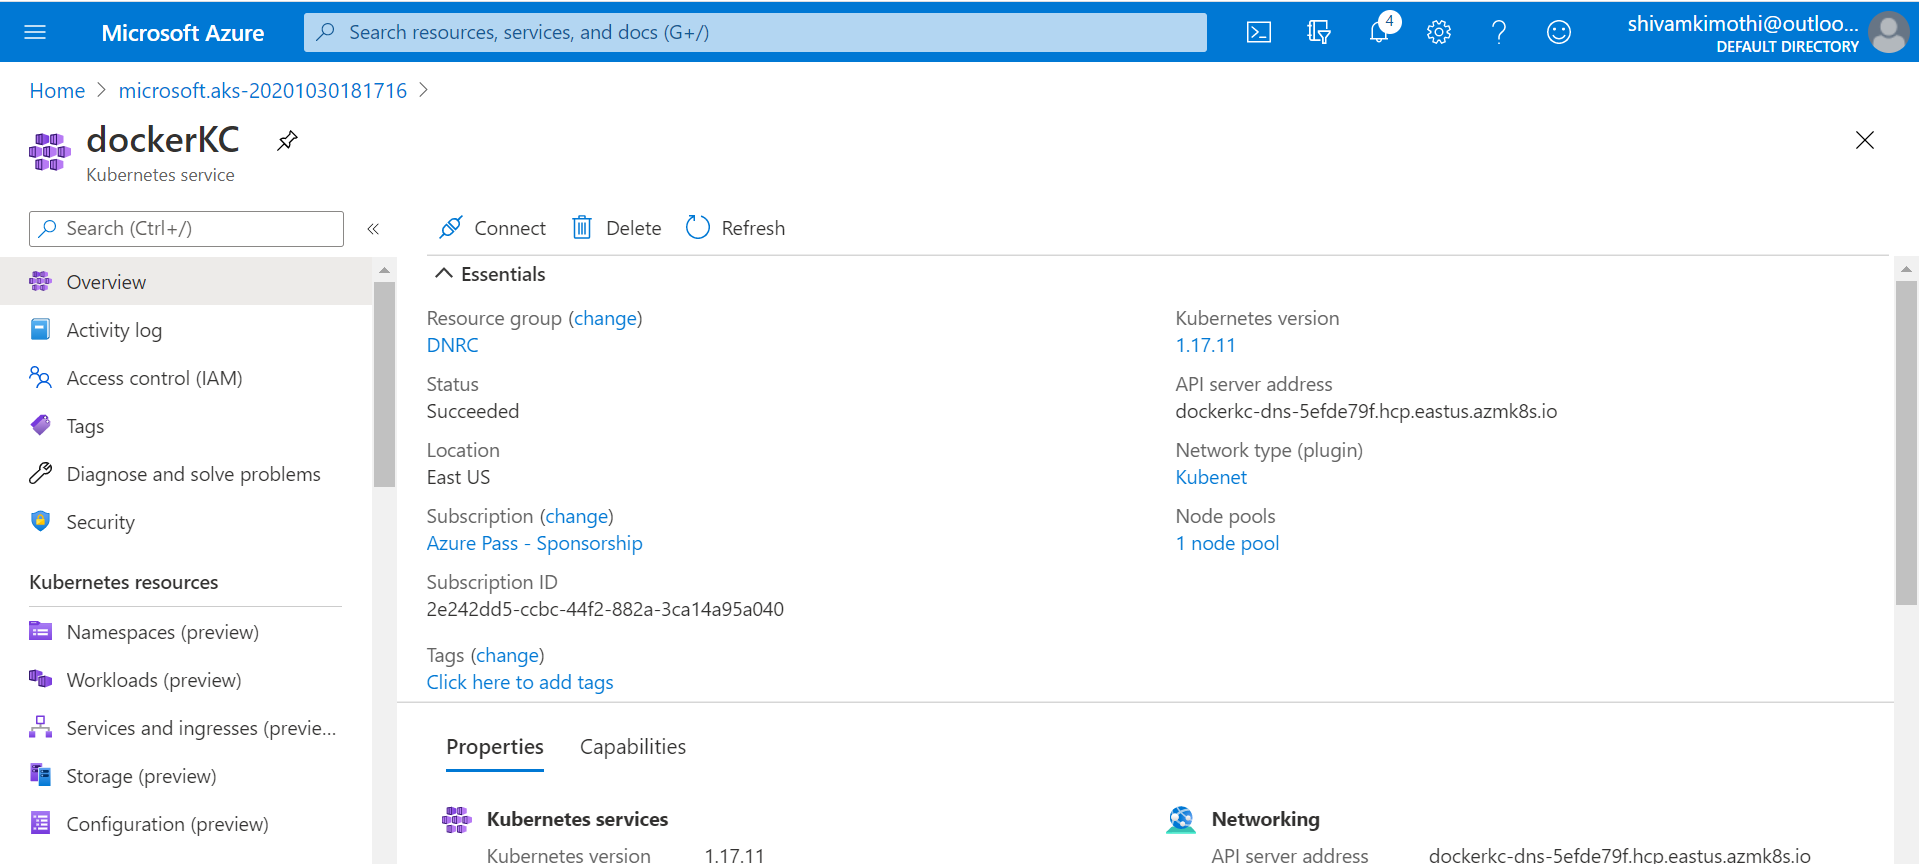 Microsoft Azure
Search resources, services, and docs (G+/)
4
shivamkimothi@outloo...
DEFAULT DIRECTORY
Home > microsoft.aks-20201030181716 >
dockerKC
Kubernetes service
Search (Ctrl+/)
«
Connect
Delete
Refresh
Overview
Activity log
Access control (IAM)
Tags
Diagnose and solve problems
Security
Kubernetes resources
Namespaces (preview)
Workloads (preview)
Services and ingresses (previe...
Storage (preview)
Configuration (preview)
Essentials
Resource group (change)
DNRC
Status
Succeeded
Location
East US
Subscription (change)
Azure Pass - Sponsorship
Subscription ID
2e242dd5-ccbc-44f2-882a-3ca14a95a040
Tags (change)
Click here to add tags
Kubernetes version
1.17.11
API server address
dockerkc-dns-5efde79f.hcp.eastus.azmk8s.io
Network type (plugin)
Kubenet
Node pools
1 node pool
Properties
Capabilities
Kubernetes services
Kubernetes version 1.17.11
Networking
API server address dockerkc-dns-5efde79f.hcp.eastus.azmk8s.io